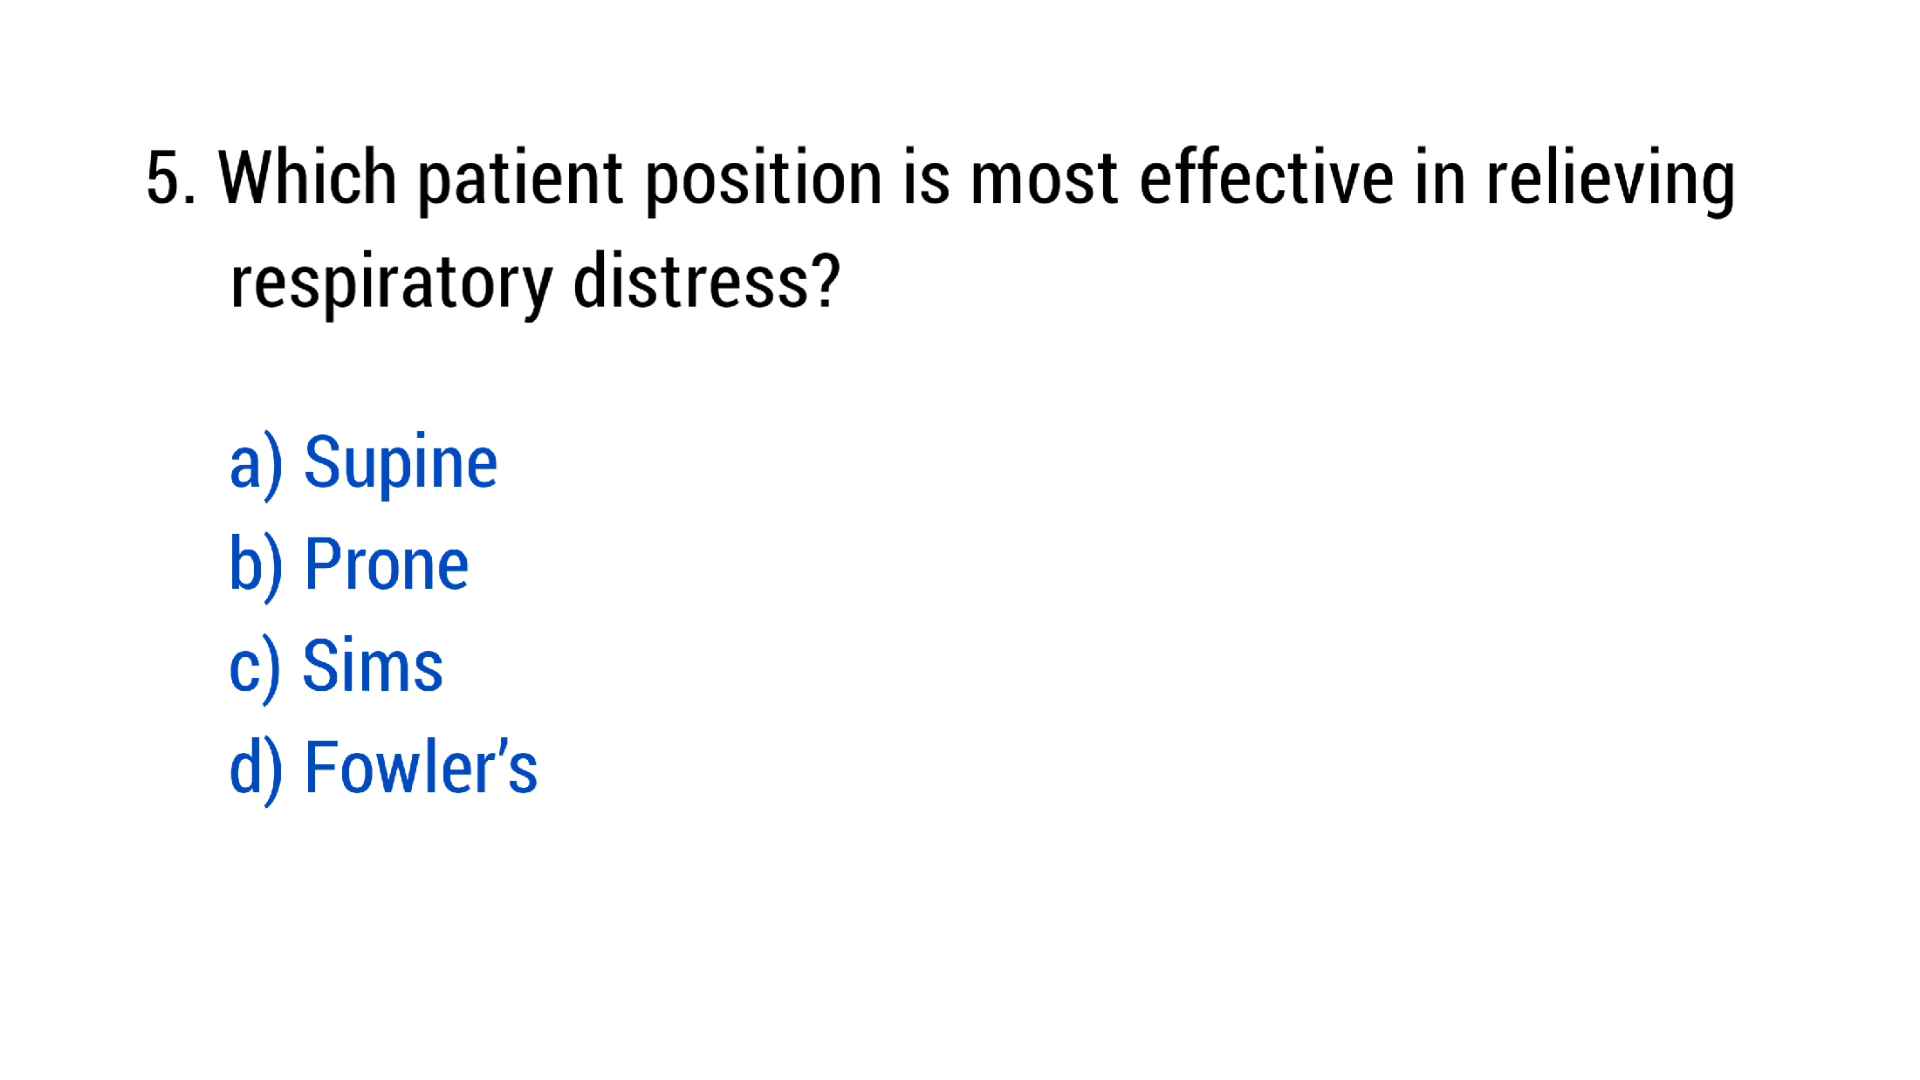 5. Which patient position is most effective in relieving
respiratory distress?
a) Supine
b) Prone
c) Sims
d) Fowler’s